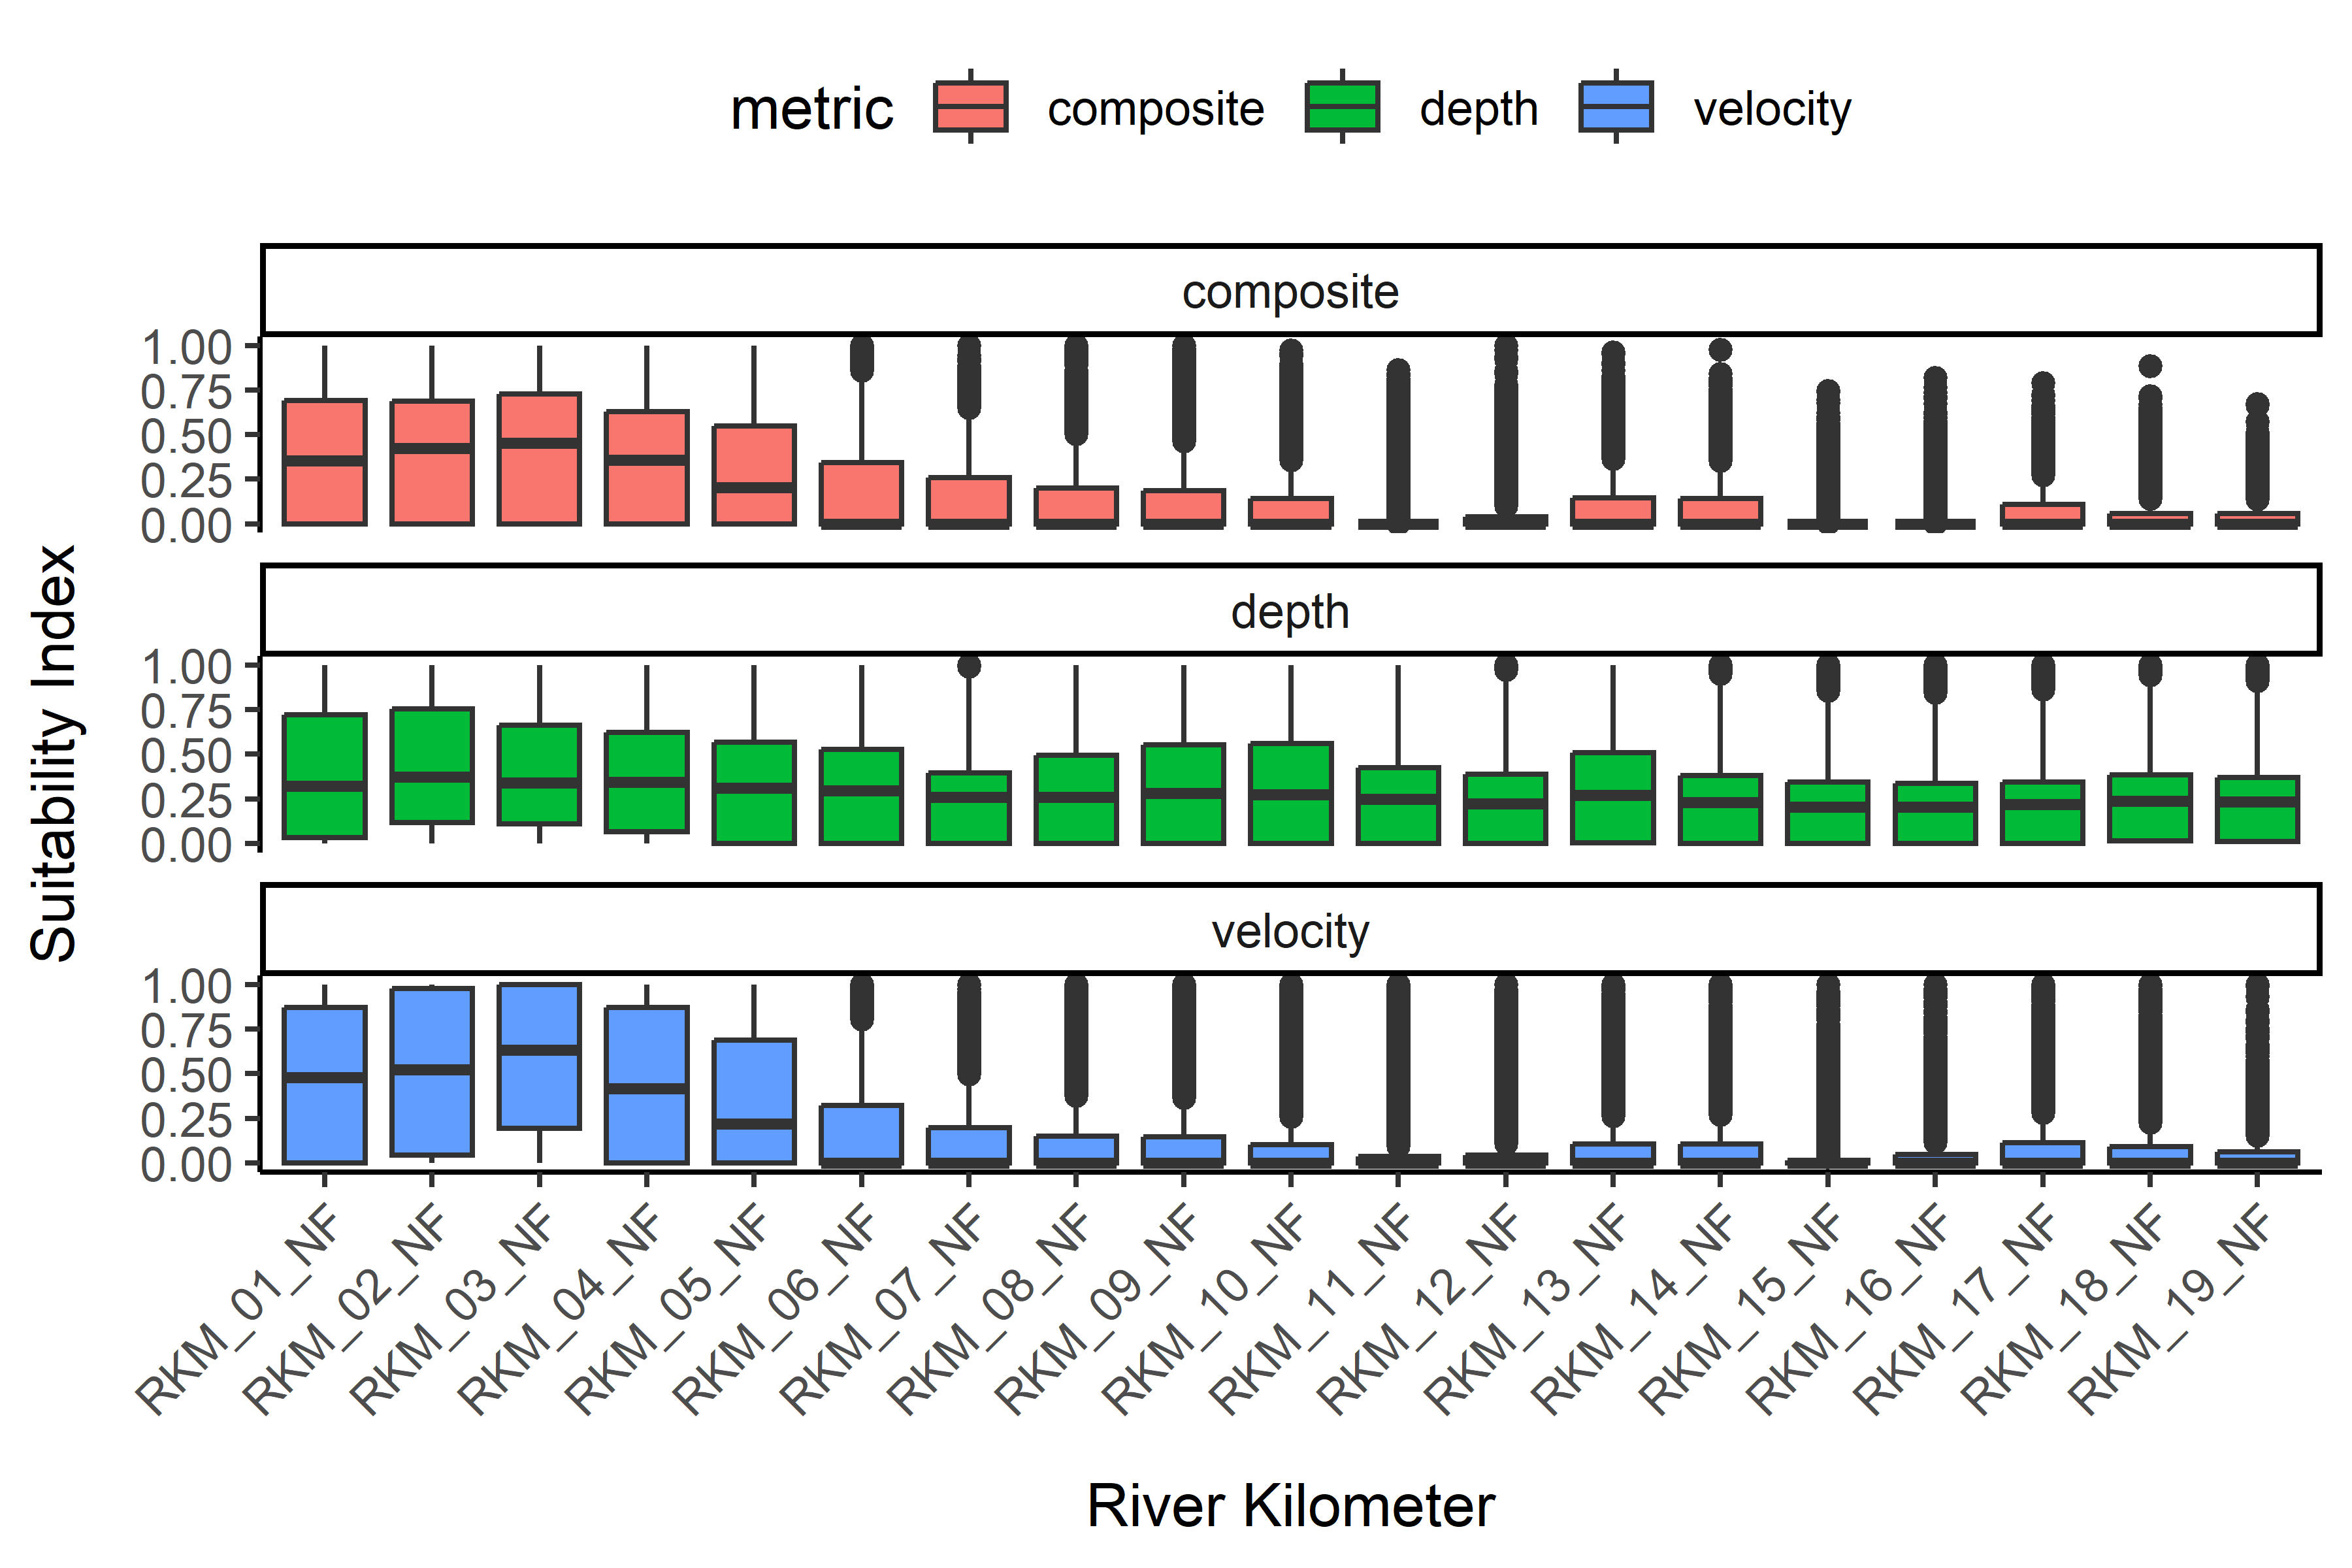 metric composite depth velocity
Suitability Index
composite
1.00
0.75
0.50
0.25
0.00
depth
1.00
0.75
0.50
0.25
0.00
velocity
1.00
0.75
0.50
0.25
0.00
RKM_01_NF
RKM_02_NF
RKM_03_NF
RKM_04_NF
RKM_05_NF
RKM_06_NF
RKM_07_NF
RKM_08_NF
RKM_09_NF
RKM_10_NF
RKM_11_NF
RKM_12_NF
RKM_13_NF
RKM_14_NF
RKM_15_NF
RKM_16_NF
RKM_17_NF
RKM_18_NF
RKM_19_NF
River Kilometer